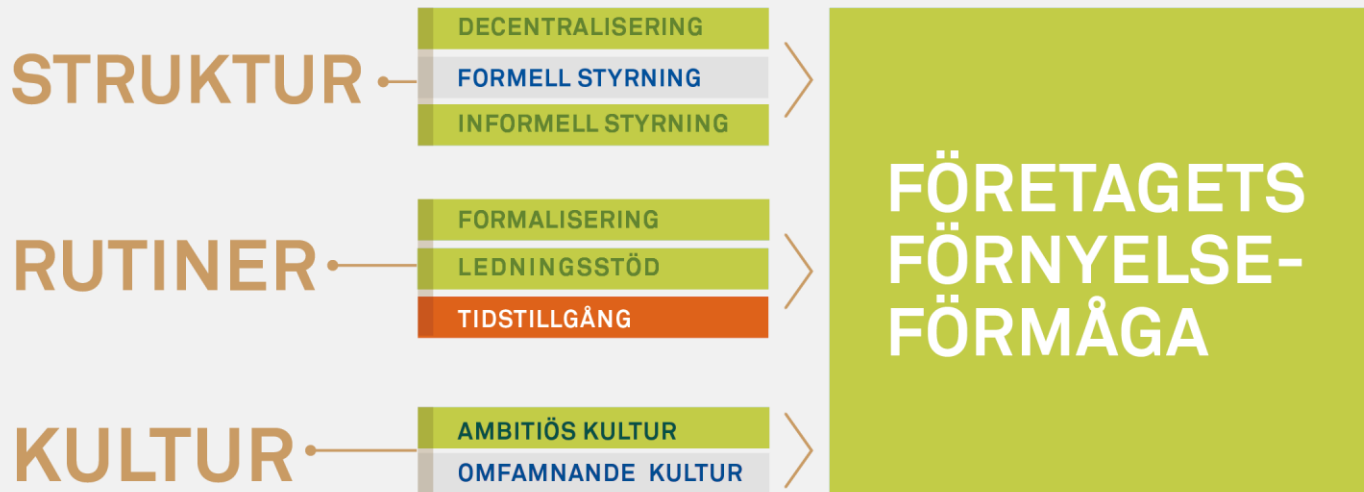 STRUKTUR
DECENTRALISERING
FORMELL STYRNING
INFORMELL STYRNING
RUTINER
FORMALISERING
LEDNINGSSTÖD
TIDSTILLGÅNG
KULTUR
AMBITIÖS KULTUR
OMFAMNANDE KULTUR
FÖRETAGETS
FÖRNYELSE-
FÖRMÅGA